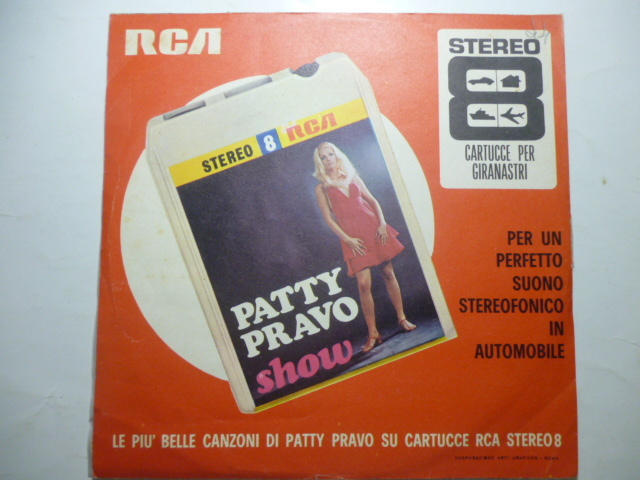 RCA
STEREO
8
CARTUCCE PER
GIRANASTRI
STEREO 8 RCA
PATTY
PRAVO
show
PER UN
PERFETTO
SUONO
STEREOFONICO
IN
AUTOMOBILE
LE PIU' BELLE CANZONI DI PATTY PRAVO SU CARTUCCE RCA STEREO 8